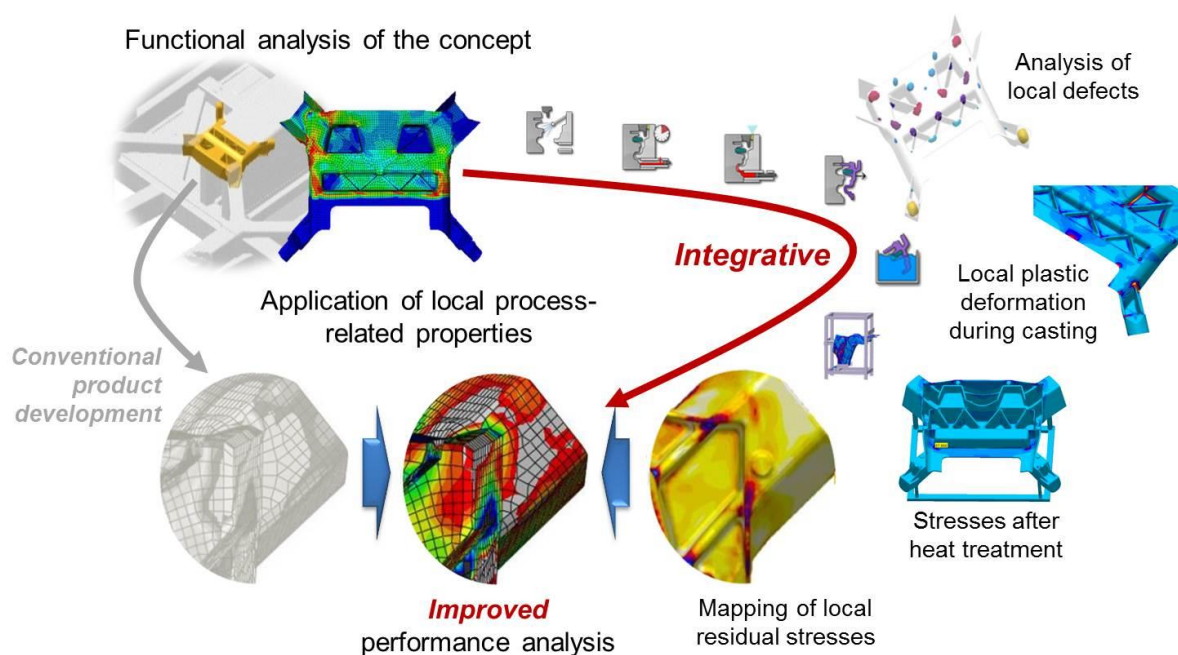 Functional analysis of the concept
Analysis of
local defects
Integrative
Local plastic
deformation
during casting
Application of local process-
related properties
Conventional
product
development
Stresses after
heat treatment
Improved
performance analysis
Mapping of local
residual stresses